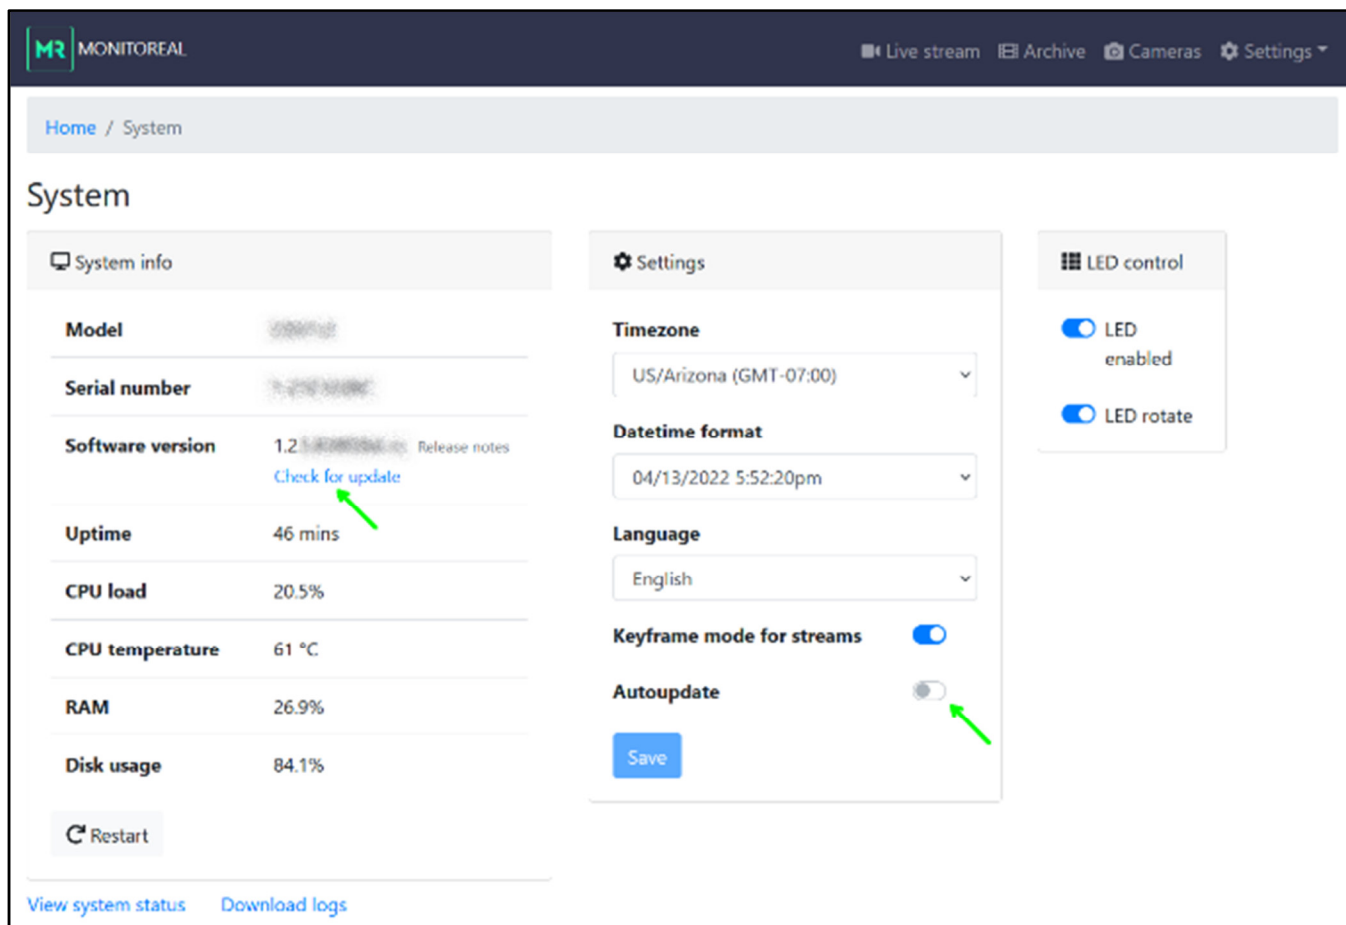 MR MONITOREAL
Live stream Archive Cameras Settings
Home / System
System
System info
Model
Serial number
Software version 1.2 Release notes
Check for update
Uptime 46 mins
CPU load 20.5%
CPU temperature 61 °C
RAM 26.9%
Disk usage 84.1%
Restart
View system status Download logs
Settings
Timezone
US/Arizona (GMT-07:00)
Datetime format
04/13/2022 5:52:20pm
Language
English
Keyframe mode for streams
Autoupdate
Save
LED control
LED
enabled
LED rotate